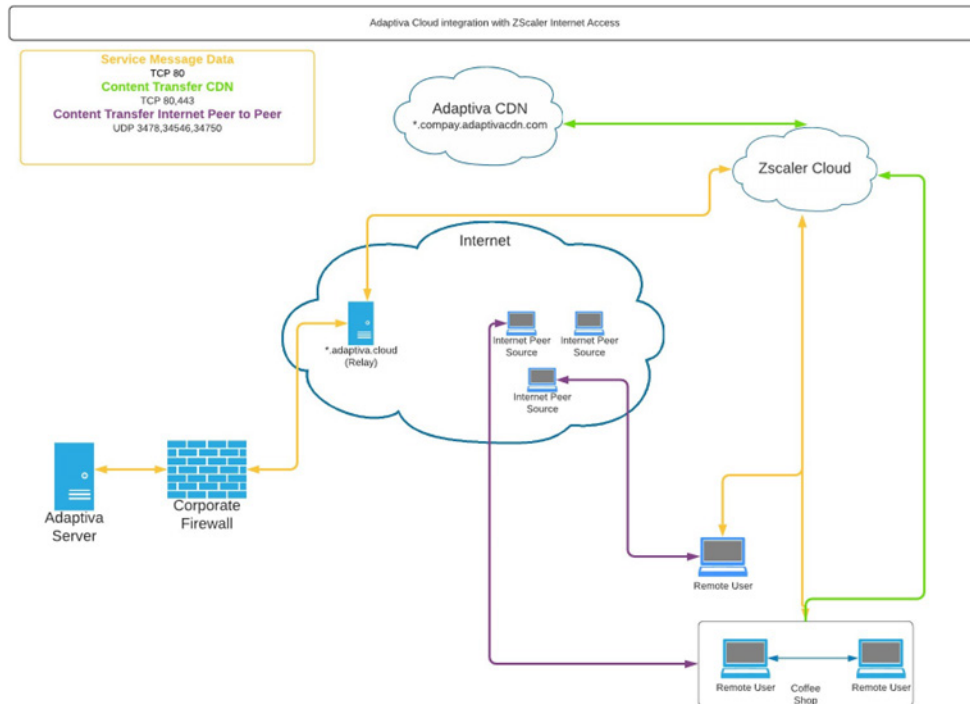 Adaptiva Cloud integration with ZScaler Internet Access
Service Message Data
TCP 80
Content Transfer CDN
TCP 80,443
Content Transfer Internet Peer to Peer
UDP 3478,34546,34750
Adaptiva CDN
*.compay.adaptivacdn.com
Zscaler Cloud
Internet
*.adaptiva.cloud
(Relay)
Internet Peer
Source
Internet Peer
Source
Internet Peer
Source
Adaptiva
Server
Corporate
Firewall
Remote User
Remote User
Coffee
Shop
Remote User